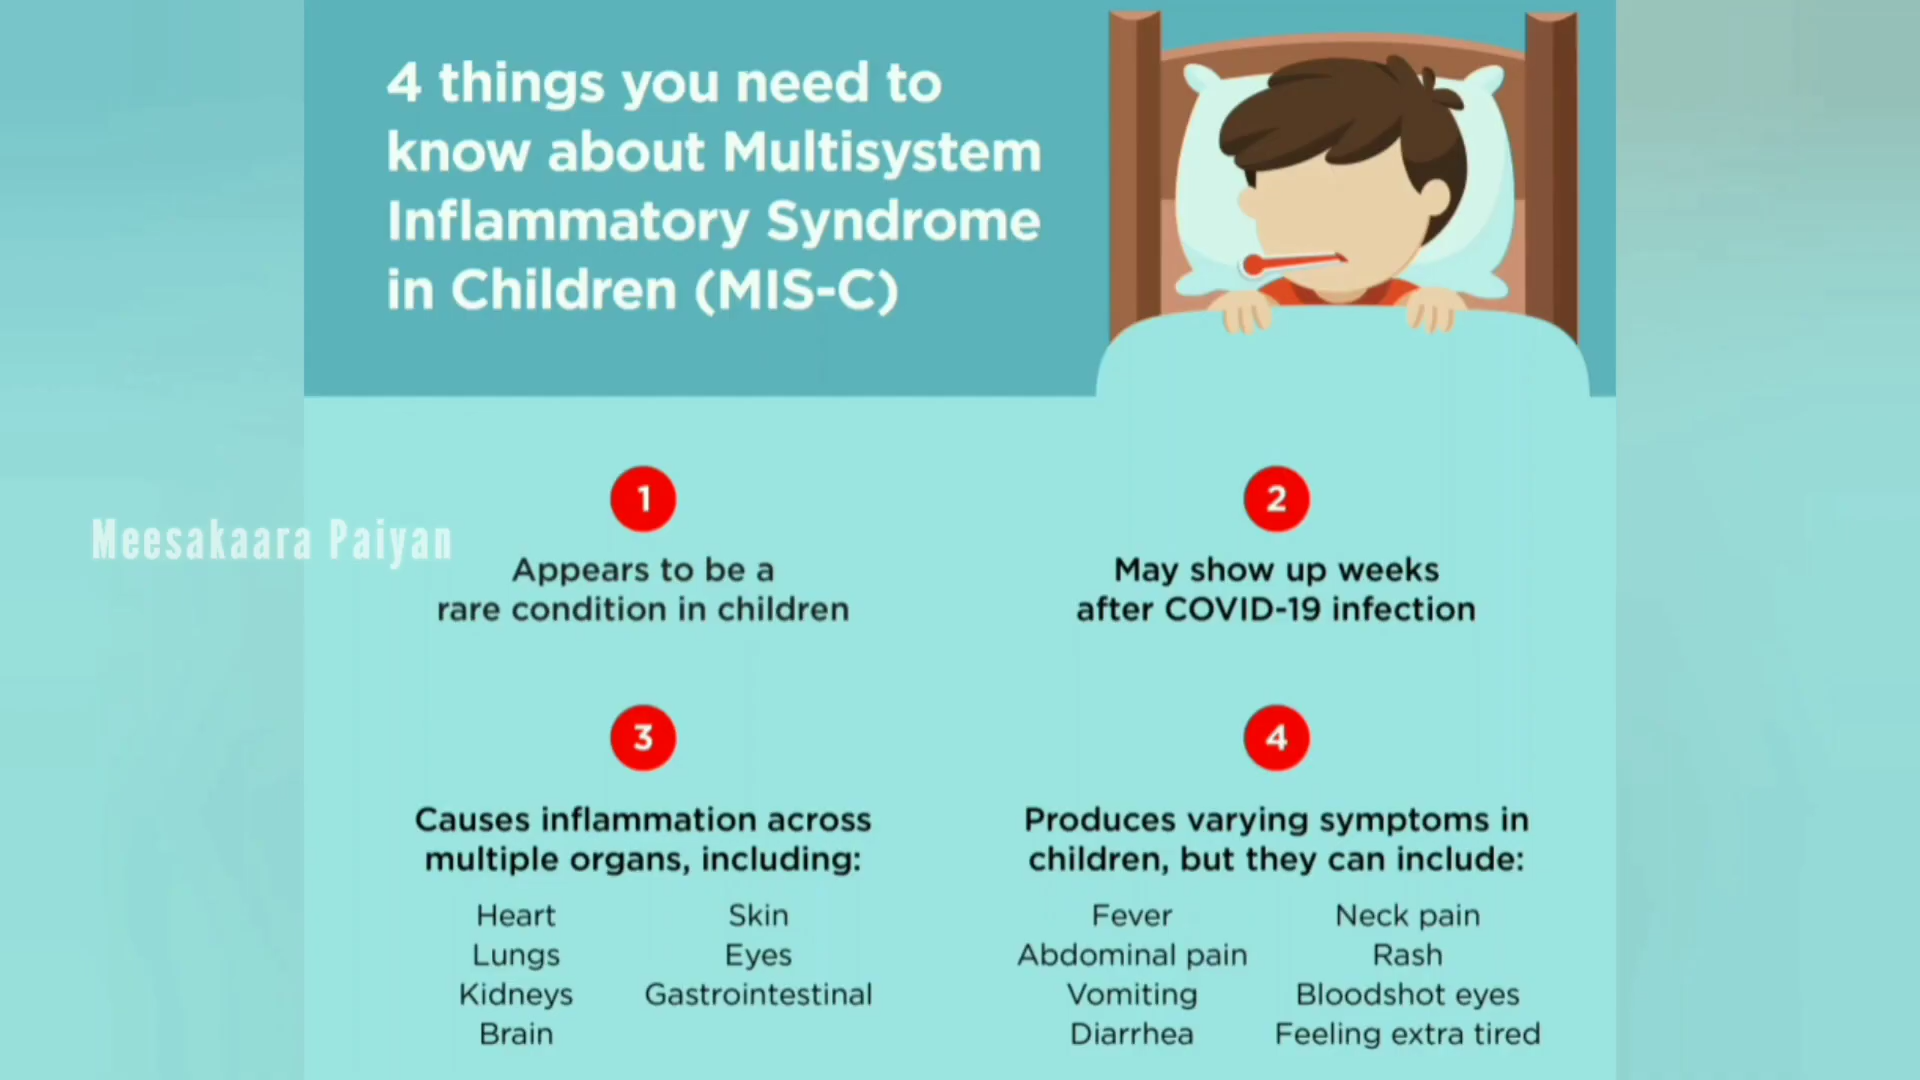 4 things you need to
know about Multisystem
Inflammatory Syndrome
in Children (MIS-C)
1
Appears to be a
rare condition in children
2
May show up weeks
after COVID-19 infection
Meesakaara Paiyan
3
Causes inflammation across
multiple organs, including:
Heart
Lungs
Kidneys
Brain
Skin
Eyes
Gastrointestinal
4
Produces varying symptoms in
children, but they can include:
Fever
Abdominal pain
Vomiting
Diarrhea
Neck pain
Rash
Bloodshot eyes
Feeling extra tired